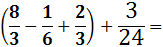 (8/3 − 1/6 + 2/3) + 3/24 =